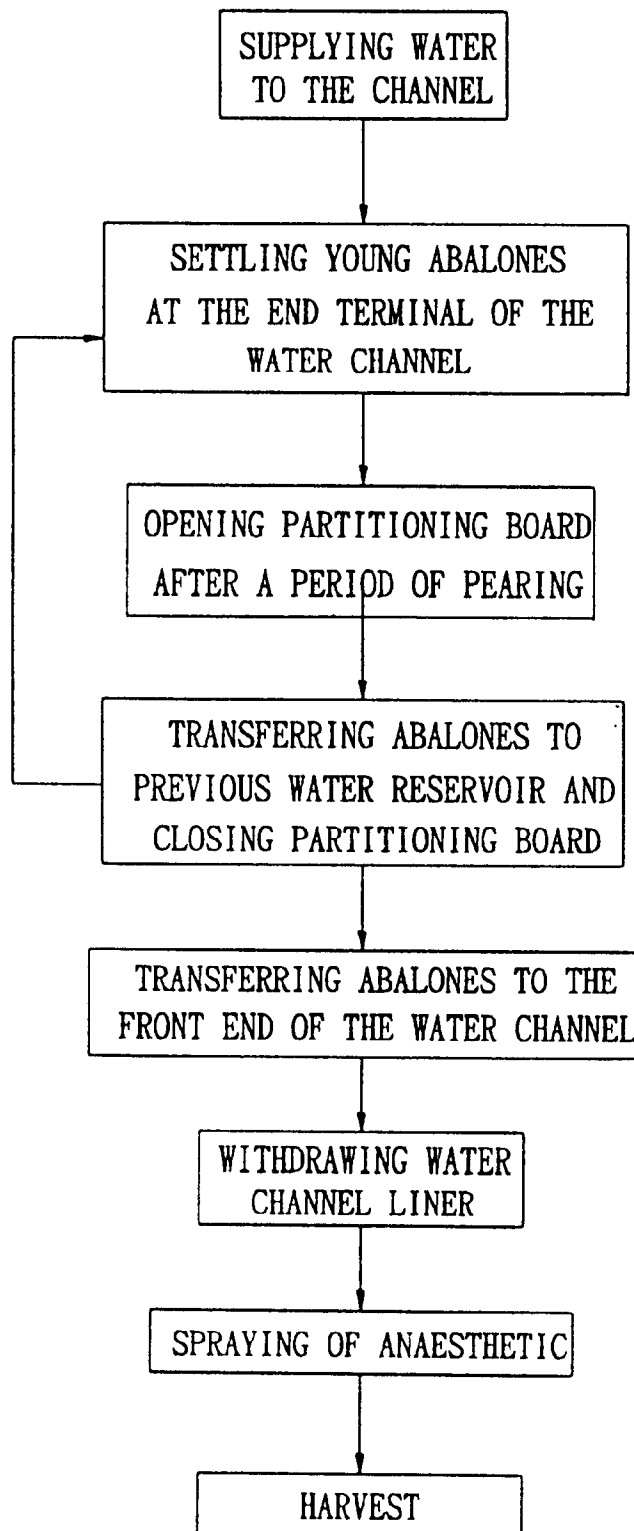 SUPPLYING WATER
TO THE CHANNEL
SETTLING YOUNG ABALONES
AT THE END TERMINAL OF THE
WATER CHANNEL
OPENING PARTITIONING BOARD
AFTER A PERIOD OF PEARING
TRANSFERRING ABALONES TO
PREVIOUS WATER RESERVOIR AND
CLOSING PARTITIONING BOARD
TRANSFERRING ABALONES TO THE
FRONT END OF THE WATER CHANNEL
WITHDRAWING WATER
CHANNEL LINER
SPRAYING OF ANAESTHETIC
HARVEST